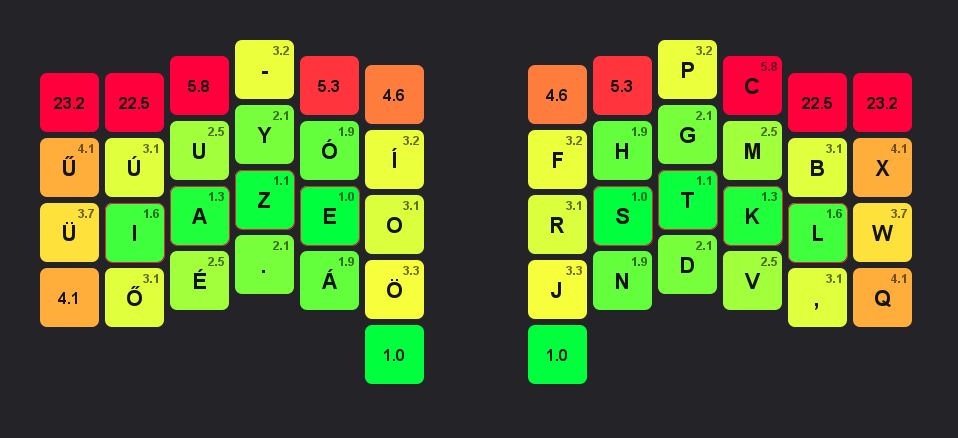 23.2 22.5 5.8 - 3.2 5.3 4.6 4.6 5.3 P 3.2 C 5.8 22.5 23.2
Ű 4.1 Ú 3.1 U 2.5 Y 2.1 Ó 1.9 Í 3.2 F 3.2 H 1.9 G 2.1 M 2.5 B 3.1 X 4.1
Ü 3.7 I 1.6 A 1.3 Z 1.1 E 1.0 O 3.1 R 3.1 S 1.0 T 1.1 K 1.3 L 1.6 W 3.7
4.1 Ő 3.1 É 2.5 . 2.1 Á 1.9 Ö 3.3 J 3.3 N 1.9 D 2.1 V 2.5 , 3.1 Q 4.1
1.0 1.0